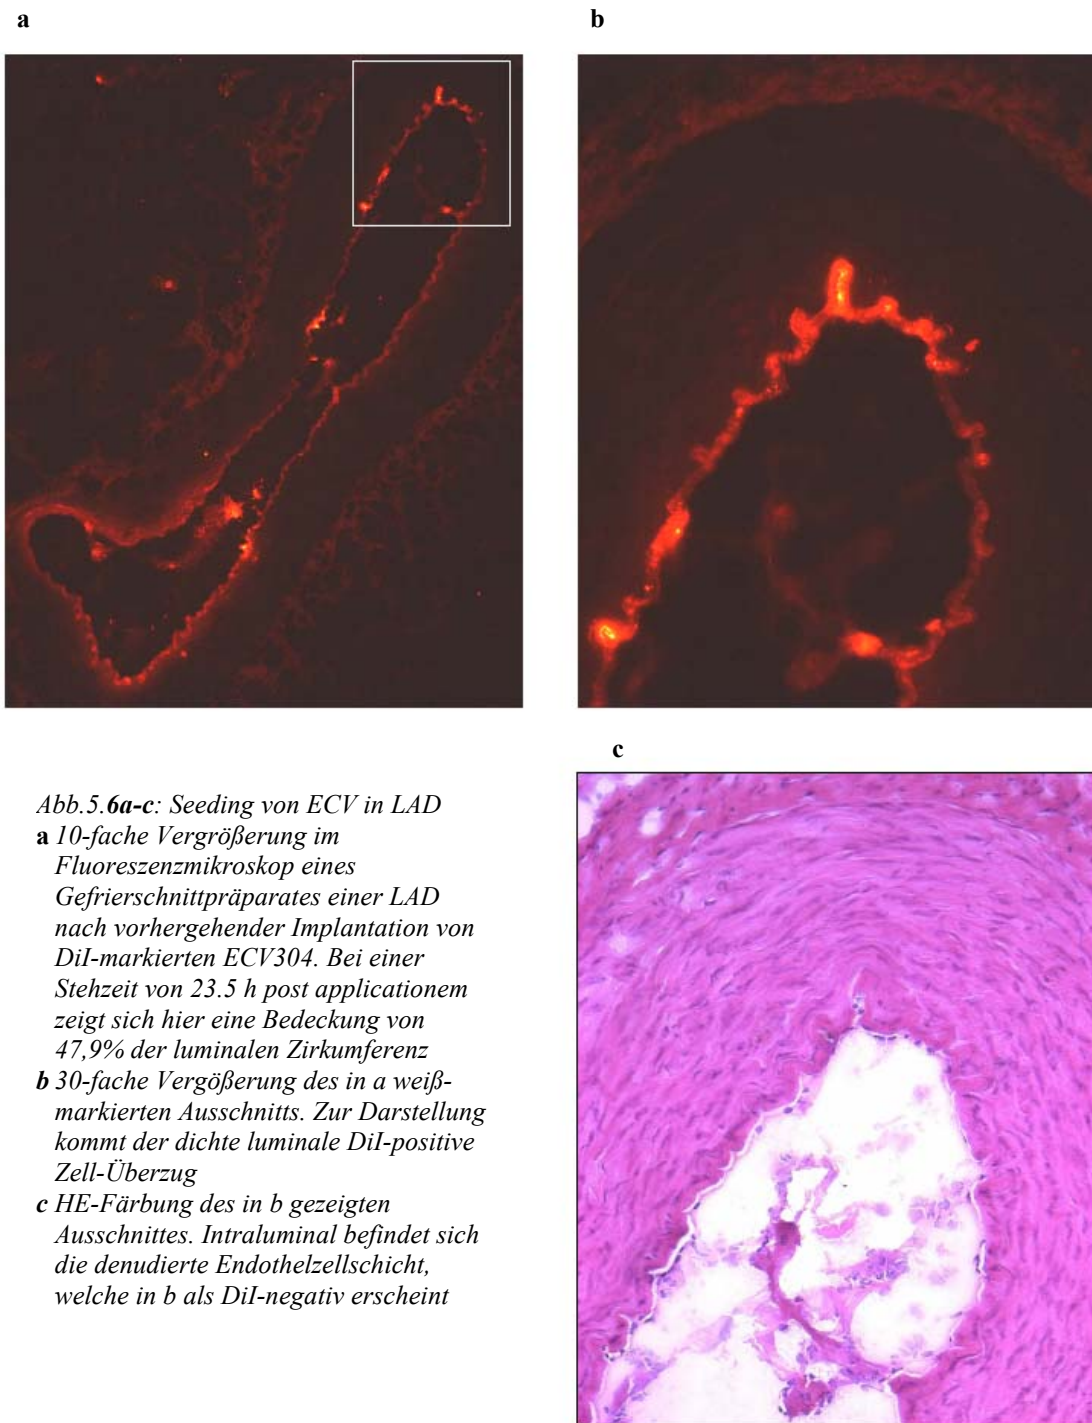 a
b
c
Abb.5.6a-c: Seeding von ECV in LAD
a 10-fache Vergrößerung im
Fluoreszenzmikroskop eines
Gefrierschnittpräparates einer LAD
nach vorhergehender Implantation von
DiI-markierten ECV304. Bei einer
Stehzeit von 23.5 h post applicationem
zeigt sich hier eine Bedeckung von
47,9% der luminalen Zirkumferenz
b 30-fache Vergößerung des in a weiß-
markierten Ausschnitts. Zur Darstellung
kommt der dichte luminale DiI-positive
Zell-Überzug
c HE-Färbung des in b gezeigten
Ausschnittes. Intraluminal befindet sich
die denudierte Endothelzellschicht,
welche in b als DiI-negativ erscheint